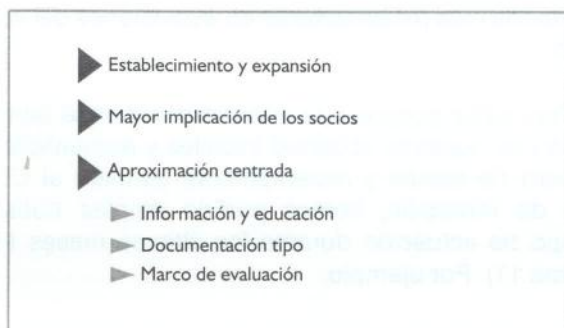 Establecimiento y expansión
Mayor implicación de los socios
Aproximación centrada
Información y educación
Documentación tipo
Marco de evaluación